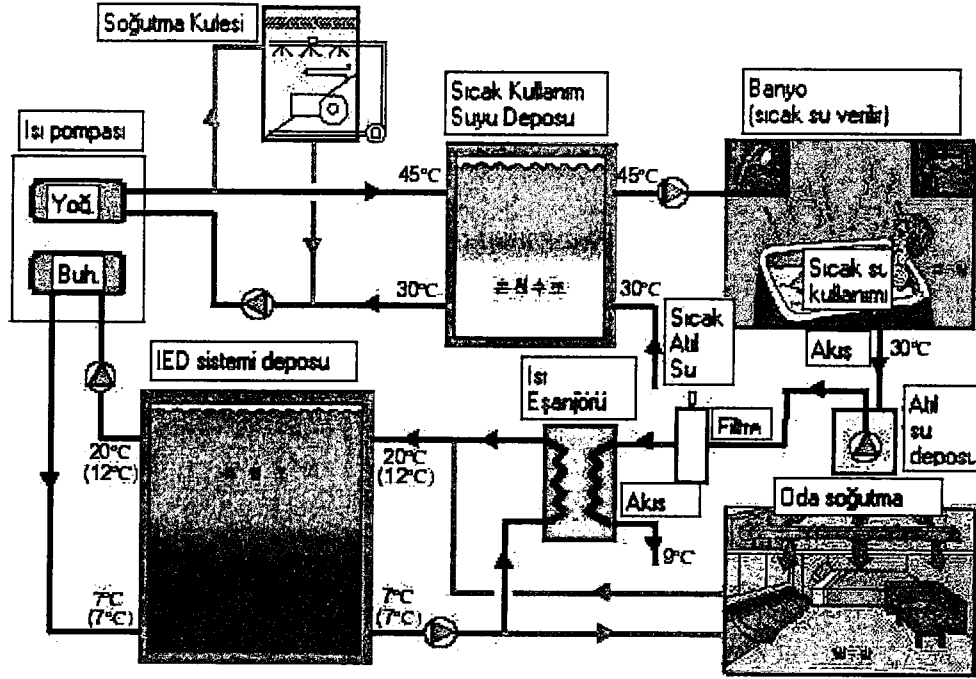 Soğutma Kulesi
Sıcak Kullanım
Suyu Deposu
Banyo
(sıcak su verilir)
Isı pompası
Yoğ.
Buh.
45°C
45°C
30°C
30°C
Sıcak su
kullanımı
Sıcak
Atıl
Su
Akış
30°C
IED sistemi deposu
Isı
Eşanjörü
Filtre
Atıl
su
deposu
20°C
(12°C)
20°C
(12°C)
Akış
Oda soğutma
9°C
7°C
(7°C)
7°C
(7°C)